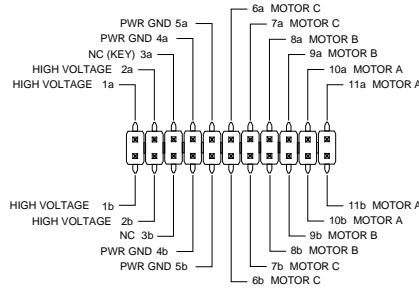 6a MOTOR C
PWR GND 5a 7a MOTOR C
PWR GND 4a 8a MOTOR B
NC (KEY) 3a 9a MOTOR B
HIGH VOLTAGE 2a 10a MOTOR A
HIGH VOLTAGE 1a 11a MOTOR A
HIGH VOLTAGE 1b 11b MOTOR A
HIGH VOLTAGE 2b 10b MOTOR A
NC 3b 9b MOTOR B
PWR GND 4b 8b MOTOR B
PWR GND 5b 7b MOTOR C
6b MOTOR C